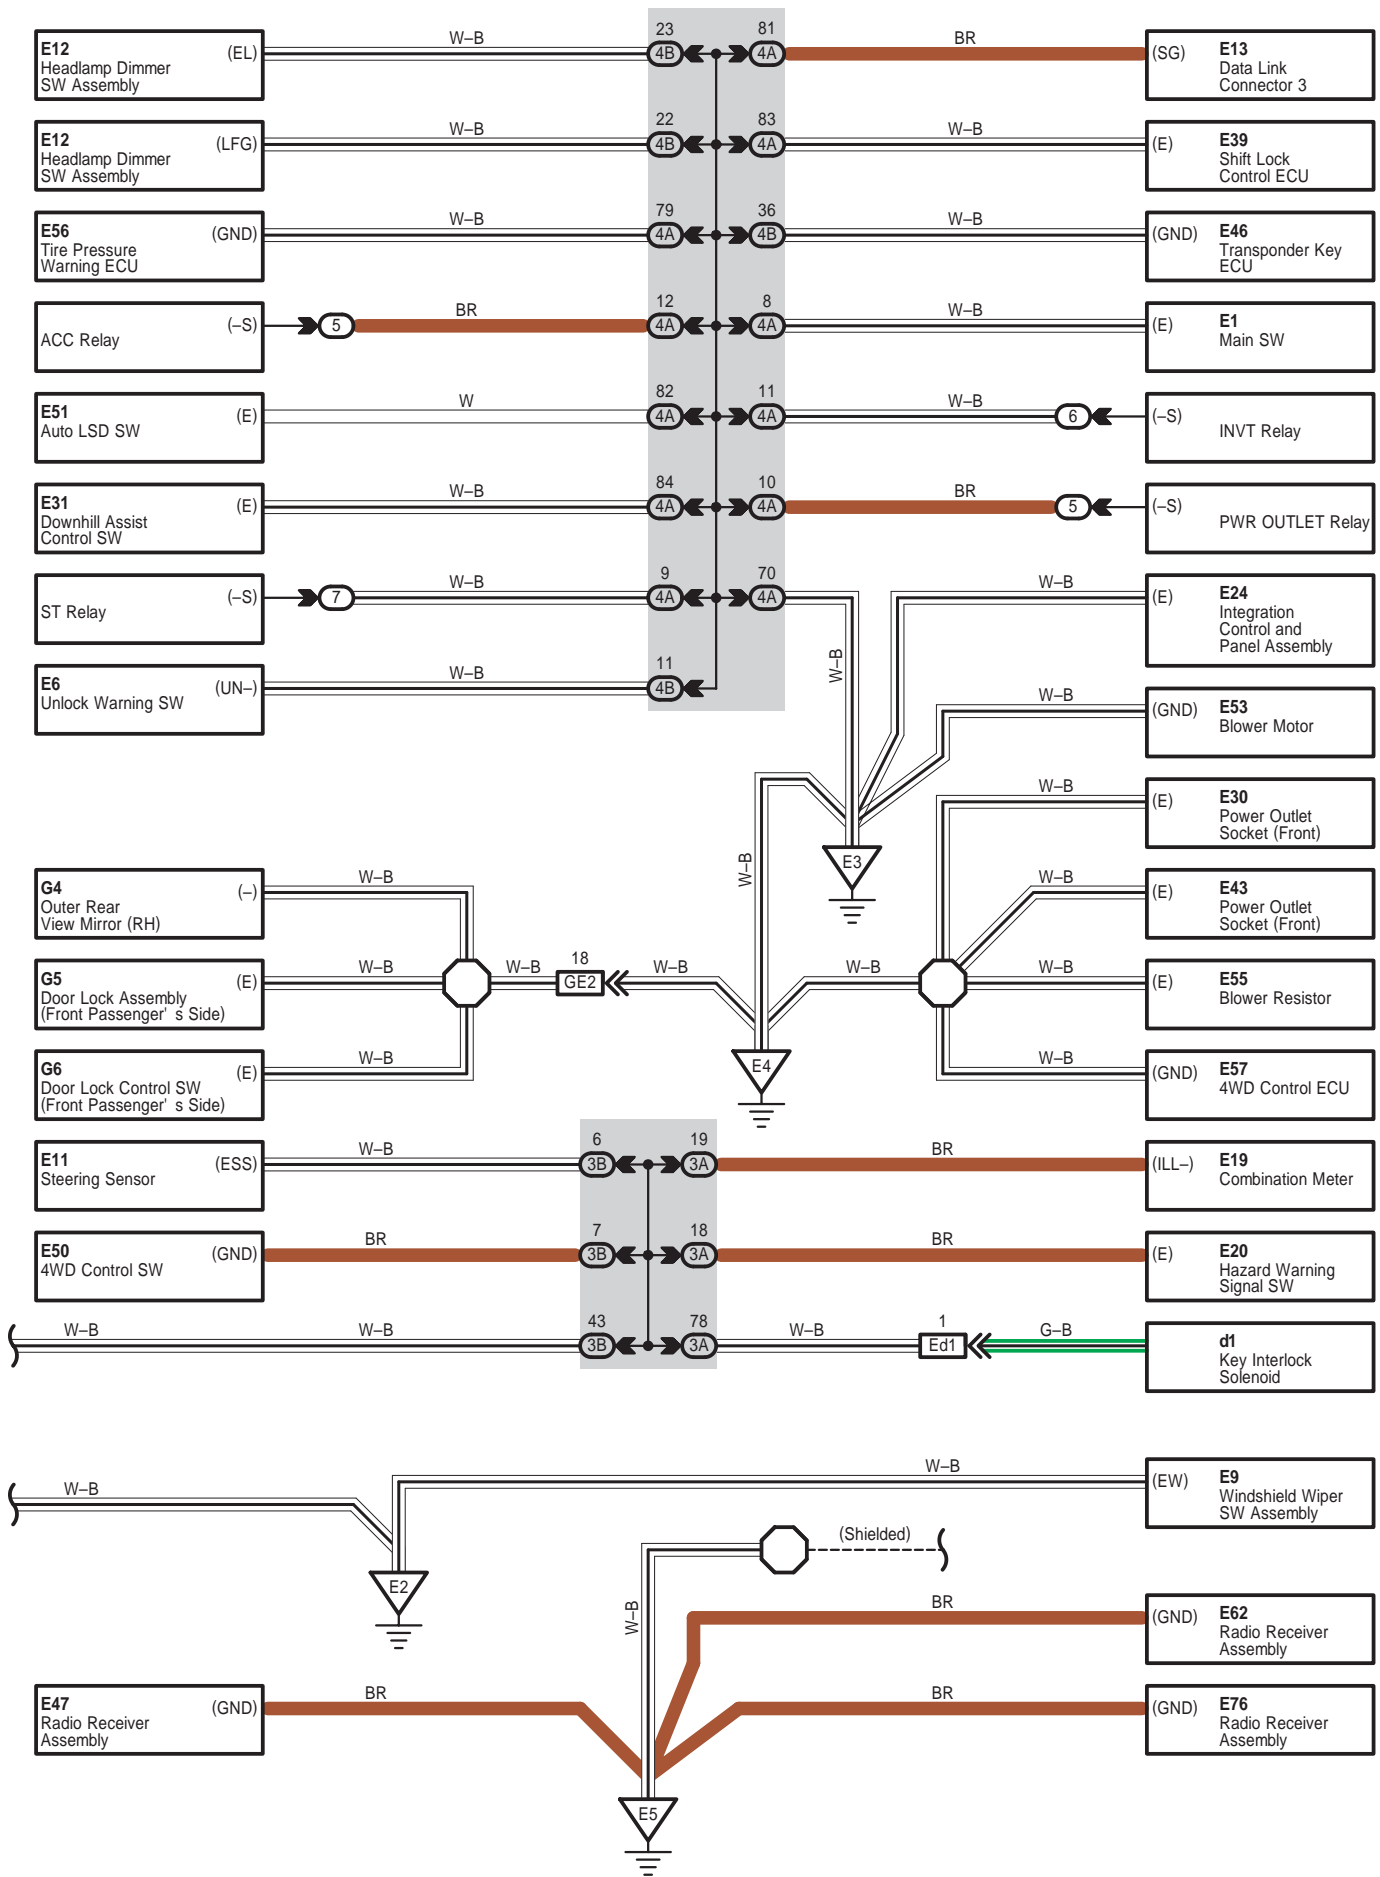 E12
(EL)
Headlamp Dimmer
SW Assembly
W–B
23
4B
81
4A
BR
(SG)
E13
Data Link
Connector 3
E12
(LFG)
Headlamp Dimmer
SW Assembly
W–B
22
4B
83
4A
W–B
(E)
E39
Shift Lock
Control ECU
E56
(GND)
Tire Pressure
Warning ECU
W–B
79
4A
36
4B
W–B
(GND)
E46
Transponder Key
ECU
(–S)
ACC Relay
5
BR
12
4A
8
4A
W–B
(E)
E1
Main SW
E51
(E)
Auto LSD SW
W
82
4A
11
4A
W–B
6
(–S)
INVT Relay
E31
(E)
Downhill Assist
Control SW
W–B
84
4A
10
4A
BR
5
(–S)
PWR OUTLET Relay
(–S)
ST Relay
7
W–B
9
4A
70
4A
W–B
W–B
(E)
E24
Integration
Control and
Panel Assembly
E6
(UN–)
Unlock Warning SW
W–B
11
4B
W–B
(GND)
E53
Blower Motor
W–B
(E)
E30
Power Outlet
Socket (Front)
W–B
E3
G4
(–)
Outer Rear
View Mirror (RH)
W–B
W–B
(E)
E43
Power Outlet
Socket (Front)
G5
(E)
Door Lock Assembly
(Front Passenger' s Side)
W–B
W–B
18
GE2
W–B
W–B
W–B
(E)
E55
Blower Resistor
G6
(E)
Door Lock Control SW
(Front Passenger' s Side)
W–B
E4
W–B
(GND)
E57
4WD Control ECU
E11
(ESS)
Steering Sensor
W–B
6
3B
19
3A
BR
(ILL–)
E19
Combination Meter
E50
(GND)
4WD Control SW
BR
7
3B
18
3A
BR
(E)
E20
Hazard Warning
Signal SW
W–B
W–B
43
3B
78
3A
W–B
1
Ed1
G–B
d1
Key Interlock
Solenoid
W–B
W–B
(EW)
E9
Windshield Wiper
SW Assembly
E2
(Shielded)
W–B
BR
(GND)
E62
Radio Receiver
Assembly
E47
(GND)
Radio Receiver
Assembly
BR
BR
(GND)
E76
Radio Receiver
Assembly
E5